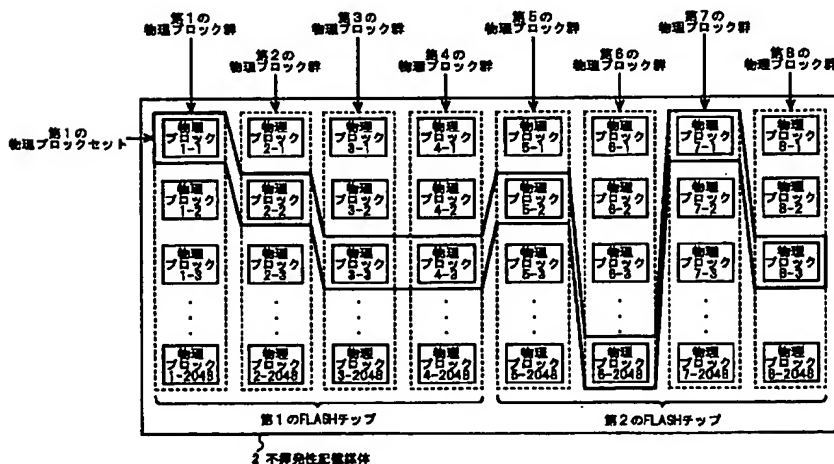 第1の
物理ブロック群
第2の
物理ブロック群
第3の
物理ブロック群
第4の
物理ブロック群
第5の
物理ブロック群
第6の
物理ブロック群
第7の
物理ブロック群
第8の
物理ブロック群
第1の
物理ブロックセット
物理
ブロック
1-1
物理
ブロック
2-1
物理
ブロック
3-1
物理
ブロック
4-1
物理
ブロック
5-1
物理
ブロック
6-1
物理
ブロック
7-1
物理
ブロック
8-1
物理
ブロック
1-2
物理
ブロック
2-2
物理
ブロック
3-2
物理
ブロック
4-2
物理
ブロック
5-2
物理
ブロック
6-2
物理
ブロック
7-2
物理
ブロック
8-2
物理
ブロック
1-3
物理
ブロック
2-3
物理
ブロック
3-3
物理
ブロック
4-3
物理
ブロック
5-3
物理
ブロック
6-3
物理
ブロック
7-3
物理
ブロック
8-3
物理
ブロック
1-2048
物理
ブロック
2-2048
物理
ブロック
3-2048
物理
ブロック
4-2048
物理
ブロック
5-2048
物理
ブロック
6-2048
物理
ブロック
7-2048
物理
ブロック
8-2048
第1のFLASHチップ
第2のFLASHチップ
2 不揮発性記憶媒体